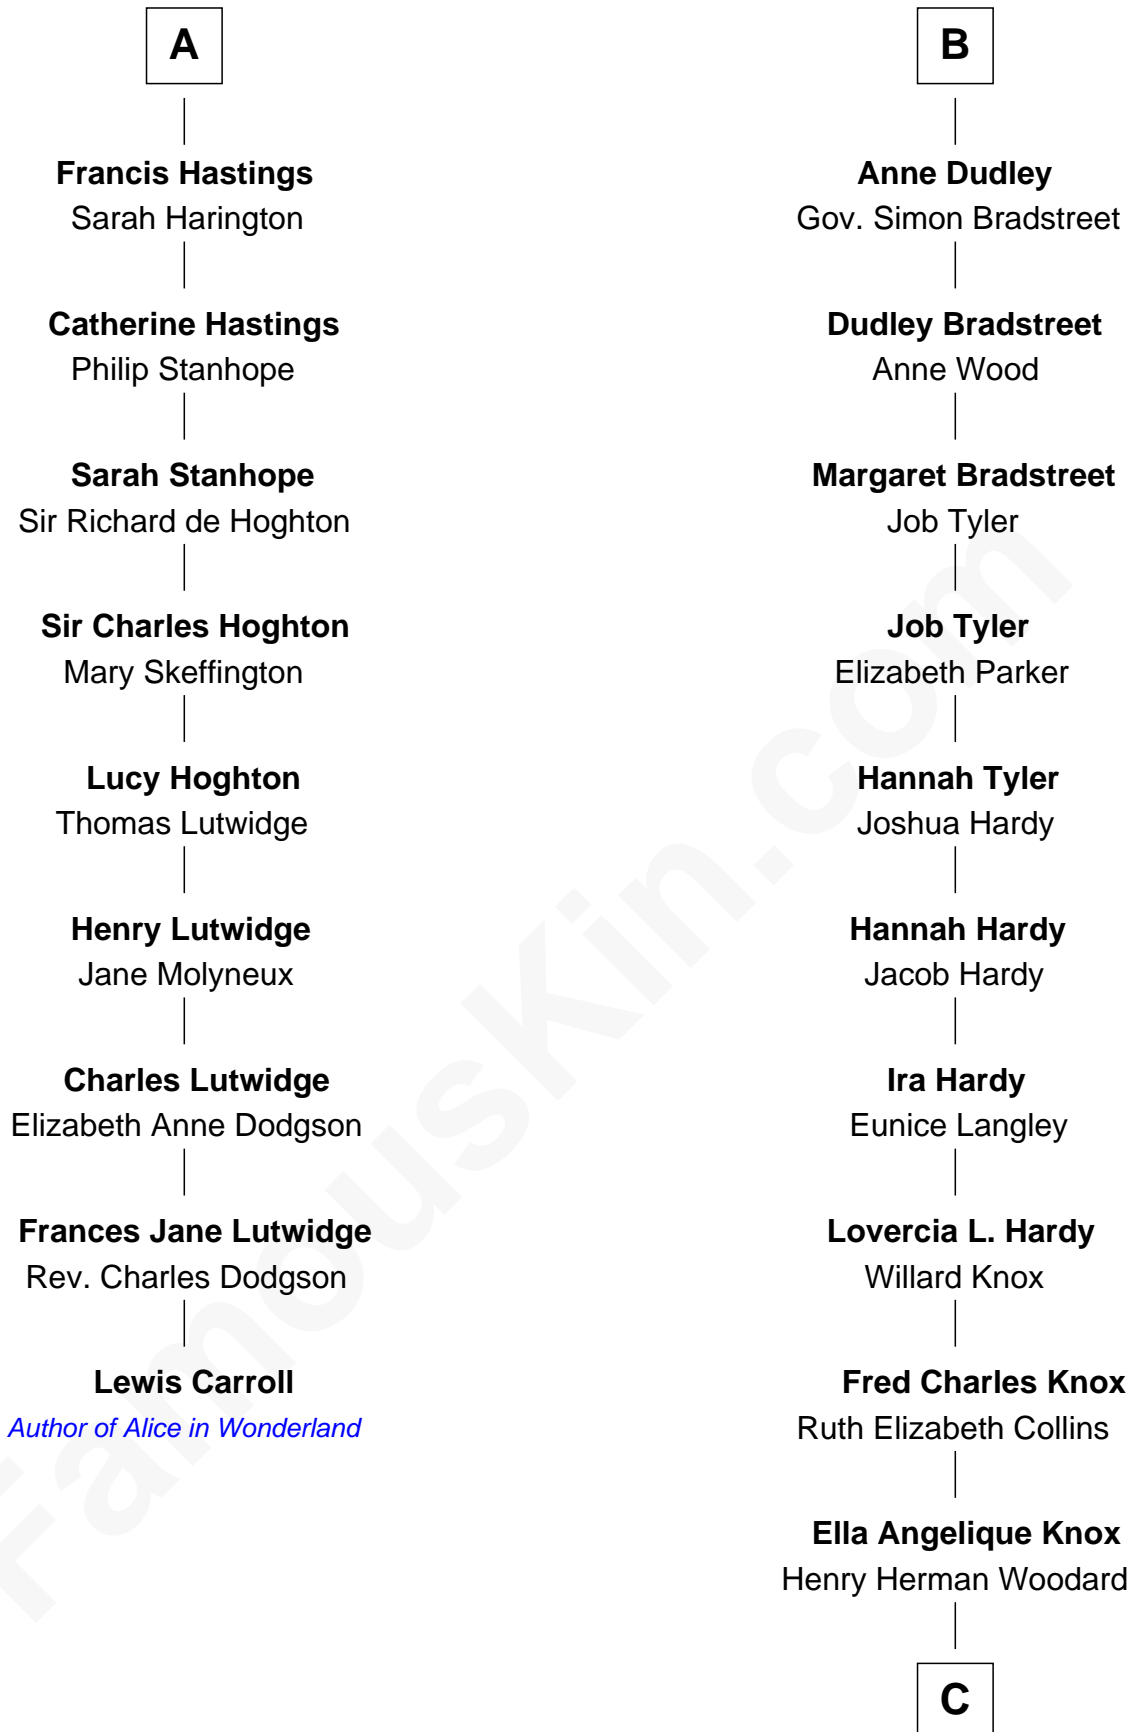 A
Francis Hastings
Sarah Harington
Catherine Hastings
Philip Stanhope
Sarah Stanhope
Sir Richard de Hoghton
Sir Charles Hoghton
Mary Skeffington
Lucy Hoghton
Thomas Lutwidge
Henry Lutwidge
Jane Molyneux
Charles Lutwidge
Elizabeth Anne Dodgson
Frances Jane Lutwidge
Rev. Charles Dodgson
Lewis Carroll
Author of Alice in Wonderland
B
Anne Dudley
Gov. Simon Bradstreet
Dudley Bradstreet
Anne Wood
Margaret Bradstreet
Job Tyler
Job Tyler
Elizabeth Parker
Hannah Tyler
Joshua Hardy
Hannah Hardy
Jacob Hardy
Ira Hardy
Eunice Langley
Lovercia L. Hardy
Willard Knox
Fred Charles Knox
Ruth Elizabeth Collins
Ella Angelique Knox
Henry Herman Woodard
C
FamousKin.com